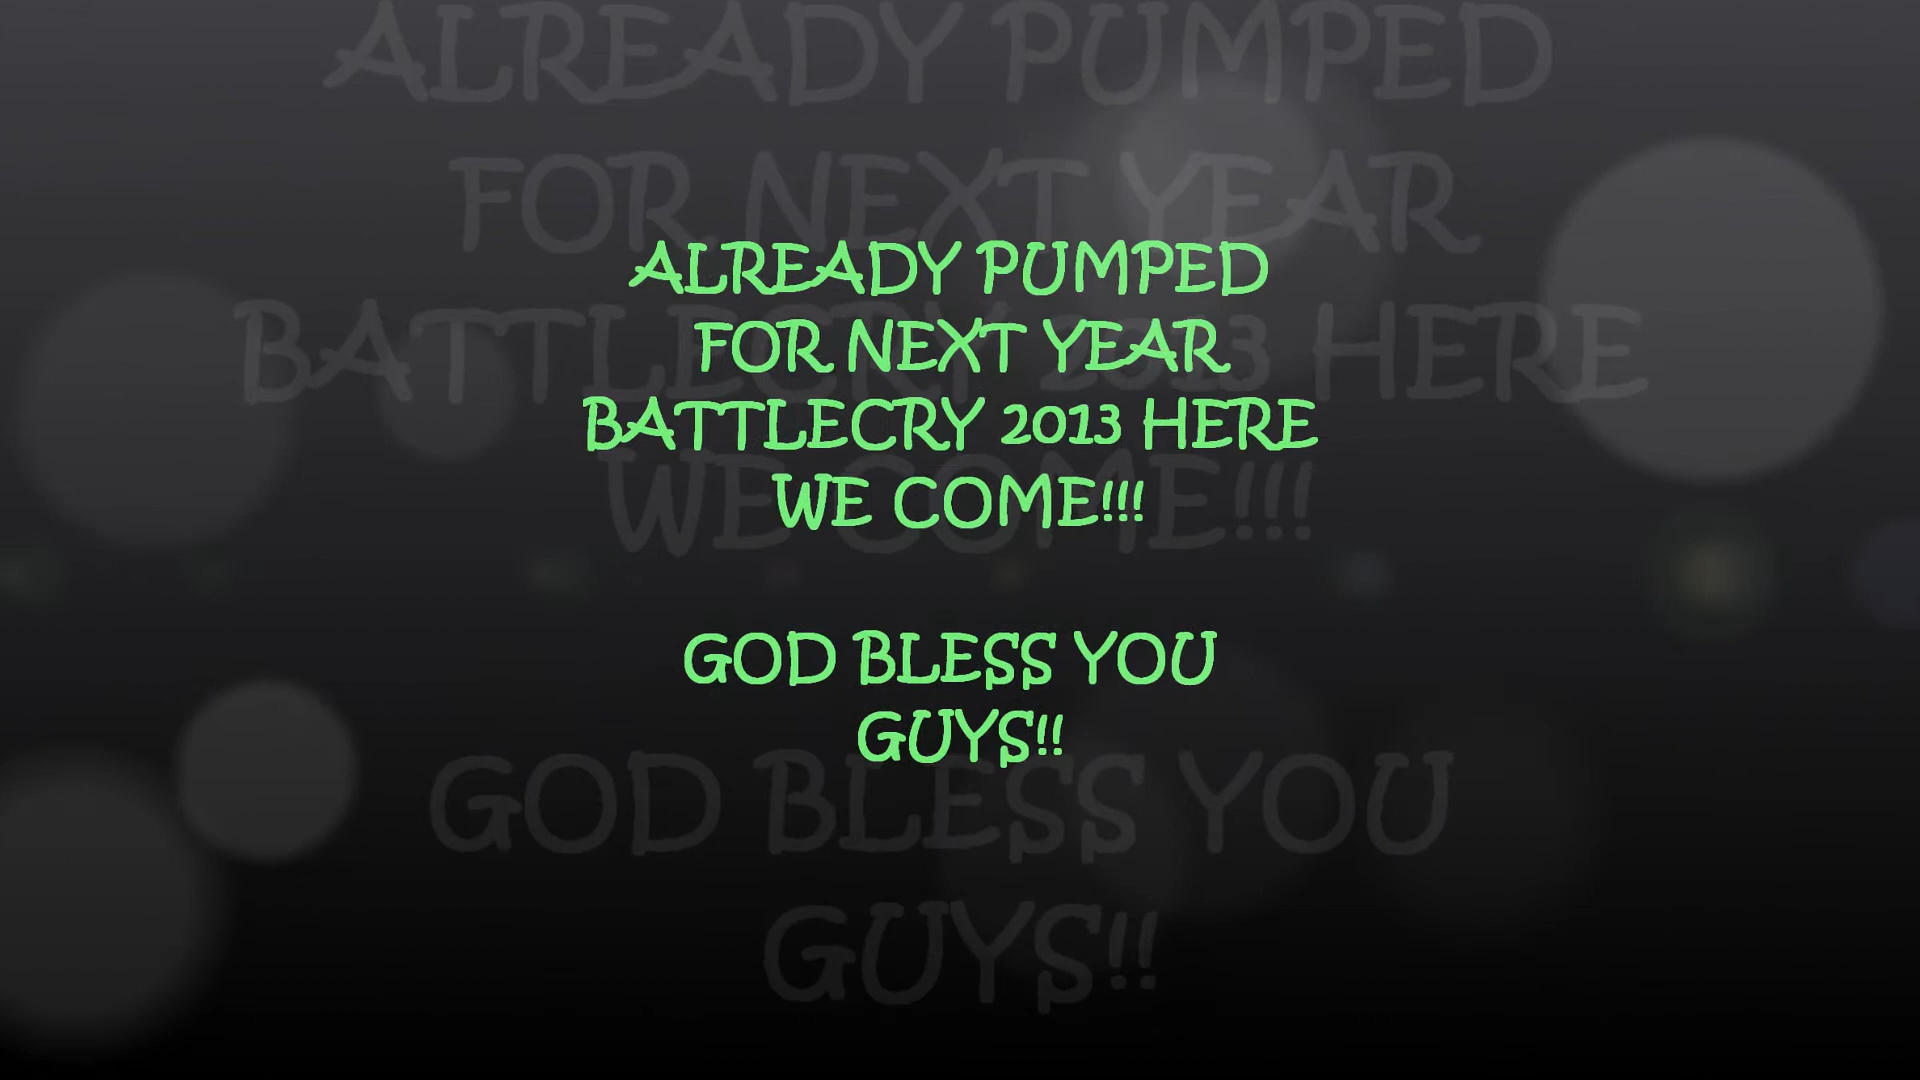 ALREADY PUMPED
FOR NEXT YEAR
BATTLECRY 2013 HERE
WE COME!!!
GOD BLESS YOU
GUYS!!